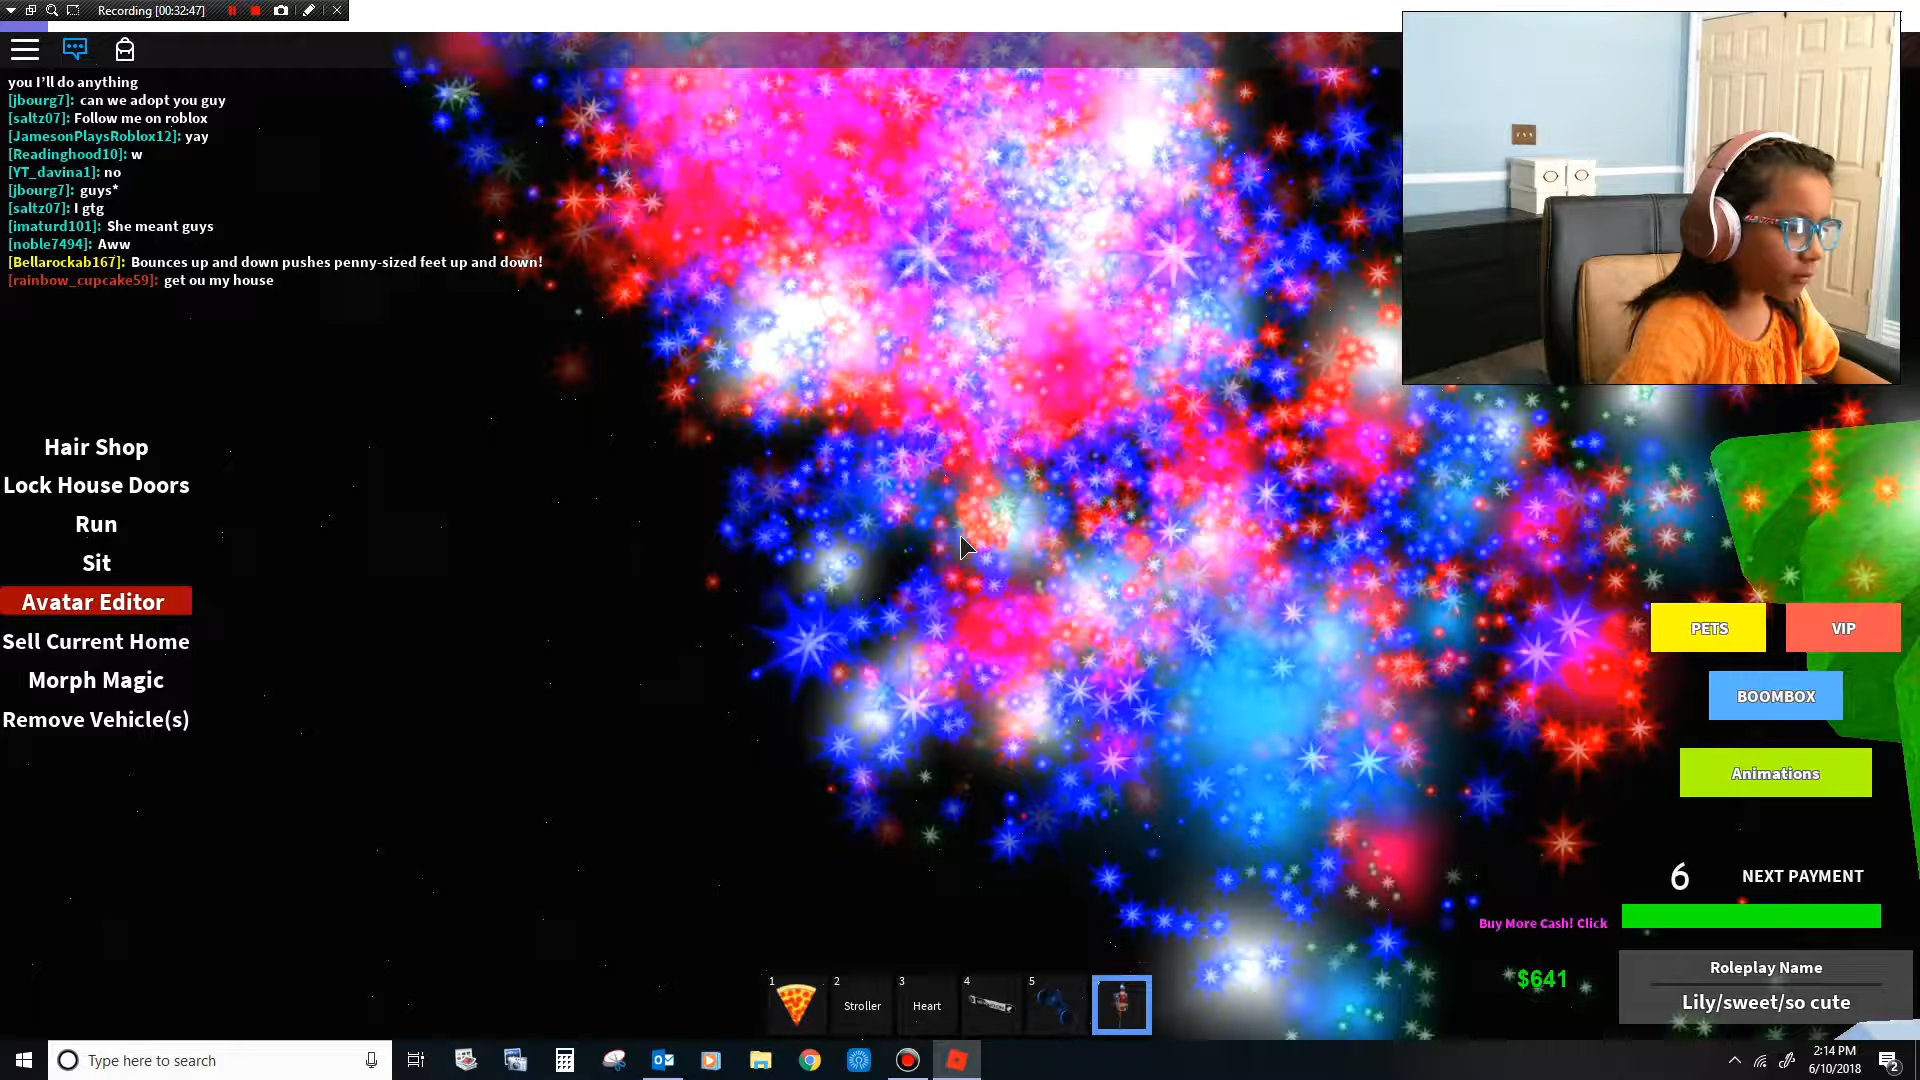 Recording [00:32:47]
you I'll do anything
[jbourg7]: can we adopt you guy
[saltz07]: Follow me on roblox
[JamesonPlaysRoblox12]: yay
[Readinghood10]: w
[YT_davina1]: no
[jbourg7]: guys*
[saltz07]: I gtg
[imaturd101]: She meant guys
[noble7494]: Aww
[Bellarockab167]: Bounces up and down pushes penny-sized feet up and down!
[rainbow_cupcake59]: get ou my house
Hair Shop
Lock House Doors
Run
Sit
Avatar Editor
Sell Current Home
Morph Magic
Remove Vehicle(s)
PETS
VIP
BOOMBOX
Animations
6 NEXT PAYMENT
Buy More Cash! Click
$641
Roleplay Name
Lily/sweet/so cute
1
2
3
4
5
Stroller
Heart
Type here to search
2:14 PM
6/10/2018
2